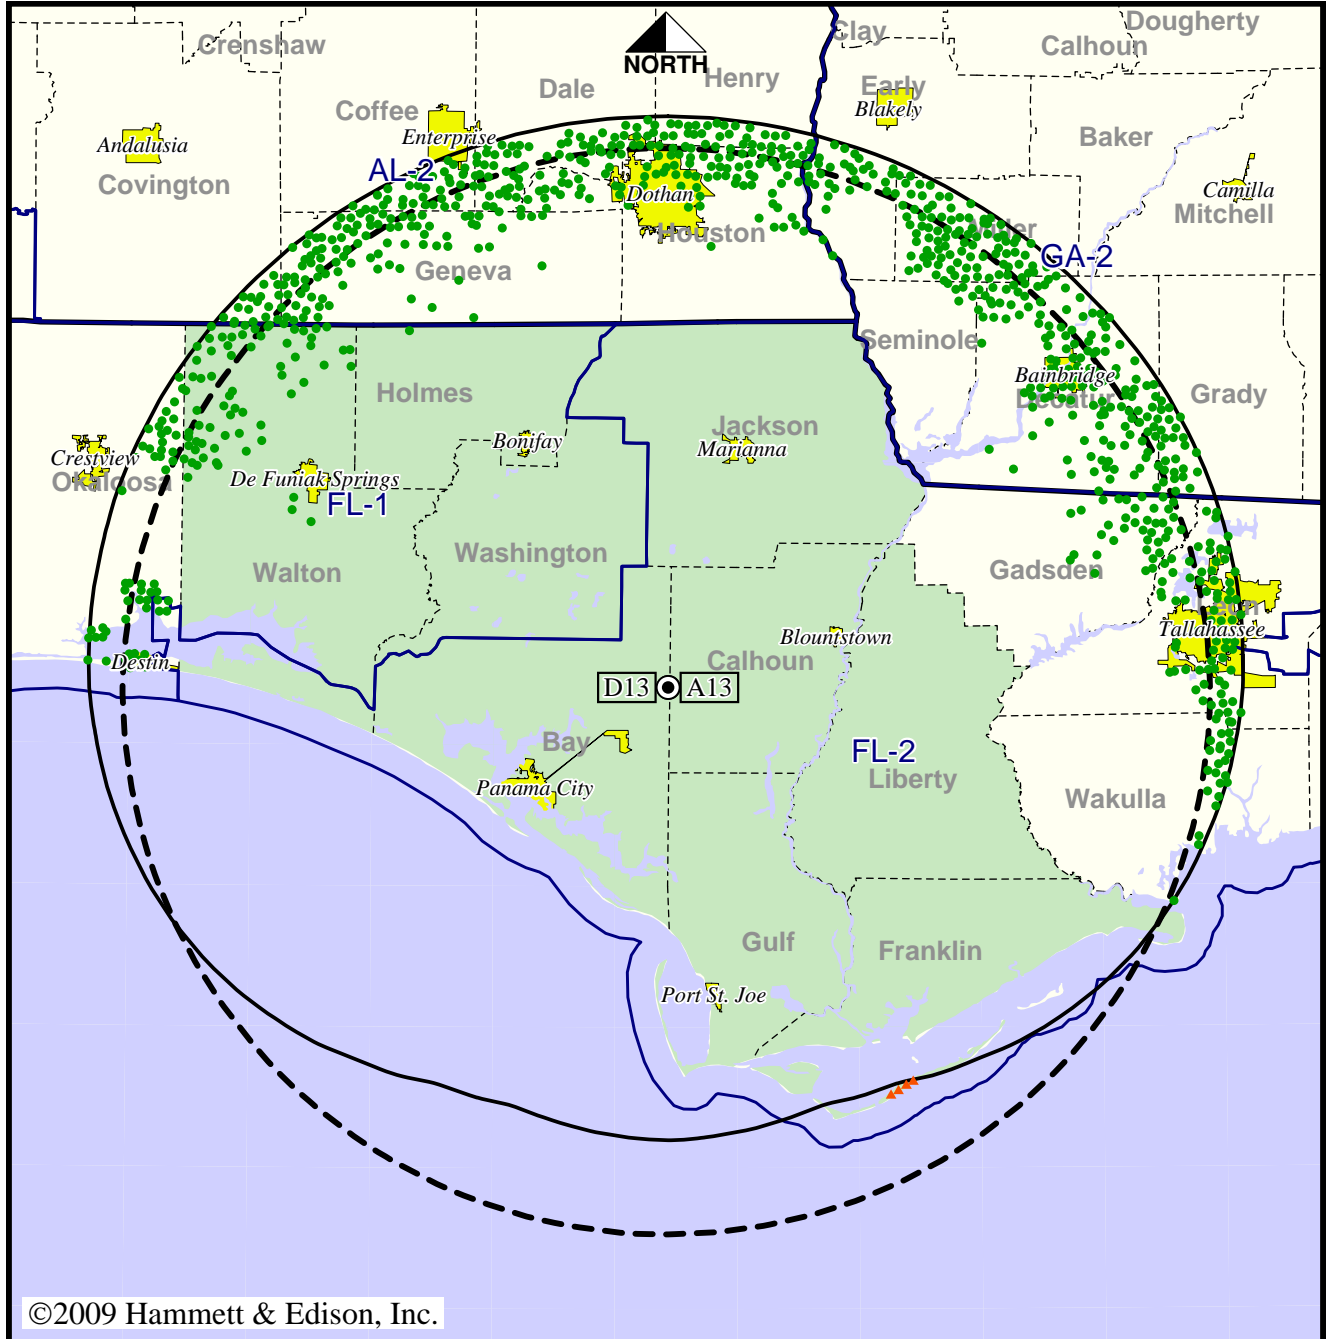 Dougherty
Clay
Crenshaw
Calhoun
NORTH
Henry
Dale
Early
Coffee
Blakely
Enterprise
Baker
Andalusia
AL-2
Covington
Dothan
Camilla
Mitchell
Miller
Houston
GA-2
Geneva
Seminole
Bainbridge
Decatur
Holmes
Grady
Jackson
Bonifay
Marianna
Crestview
Okaloosa
De Funiak Springs
FL-1
Washington
Walton
Gadsden
Leon
Tallahassee
Blountstown
Destin
Calhoun
D13
A13
Bay
FL-2
Liberty
Panama City
Wakulla
Gulf
Franklin
Port St. Joe
©2009 Hammett & Edison, Inc.